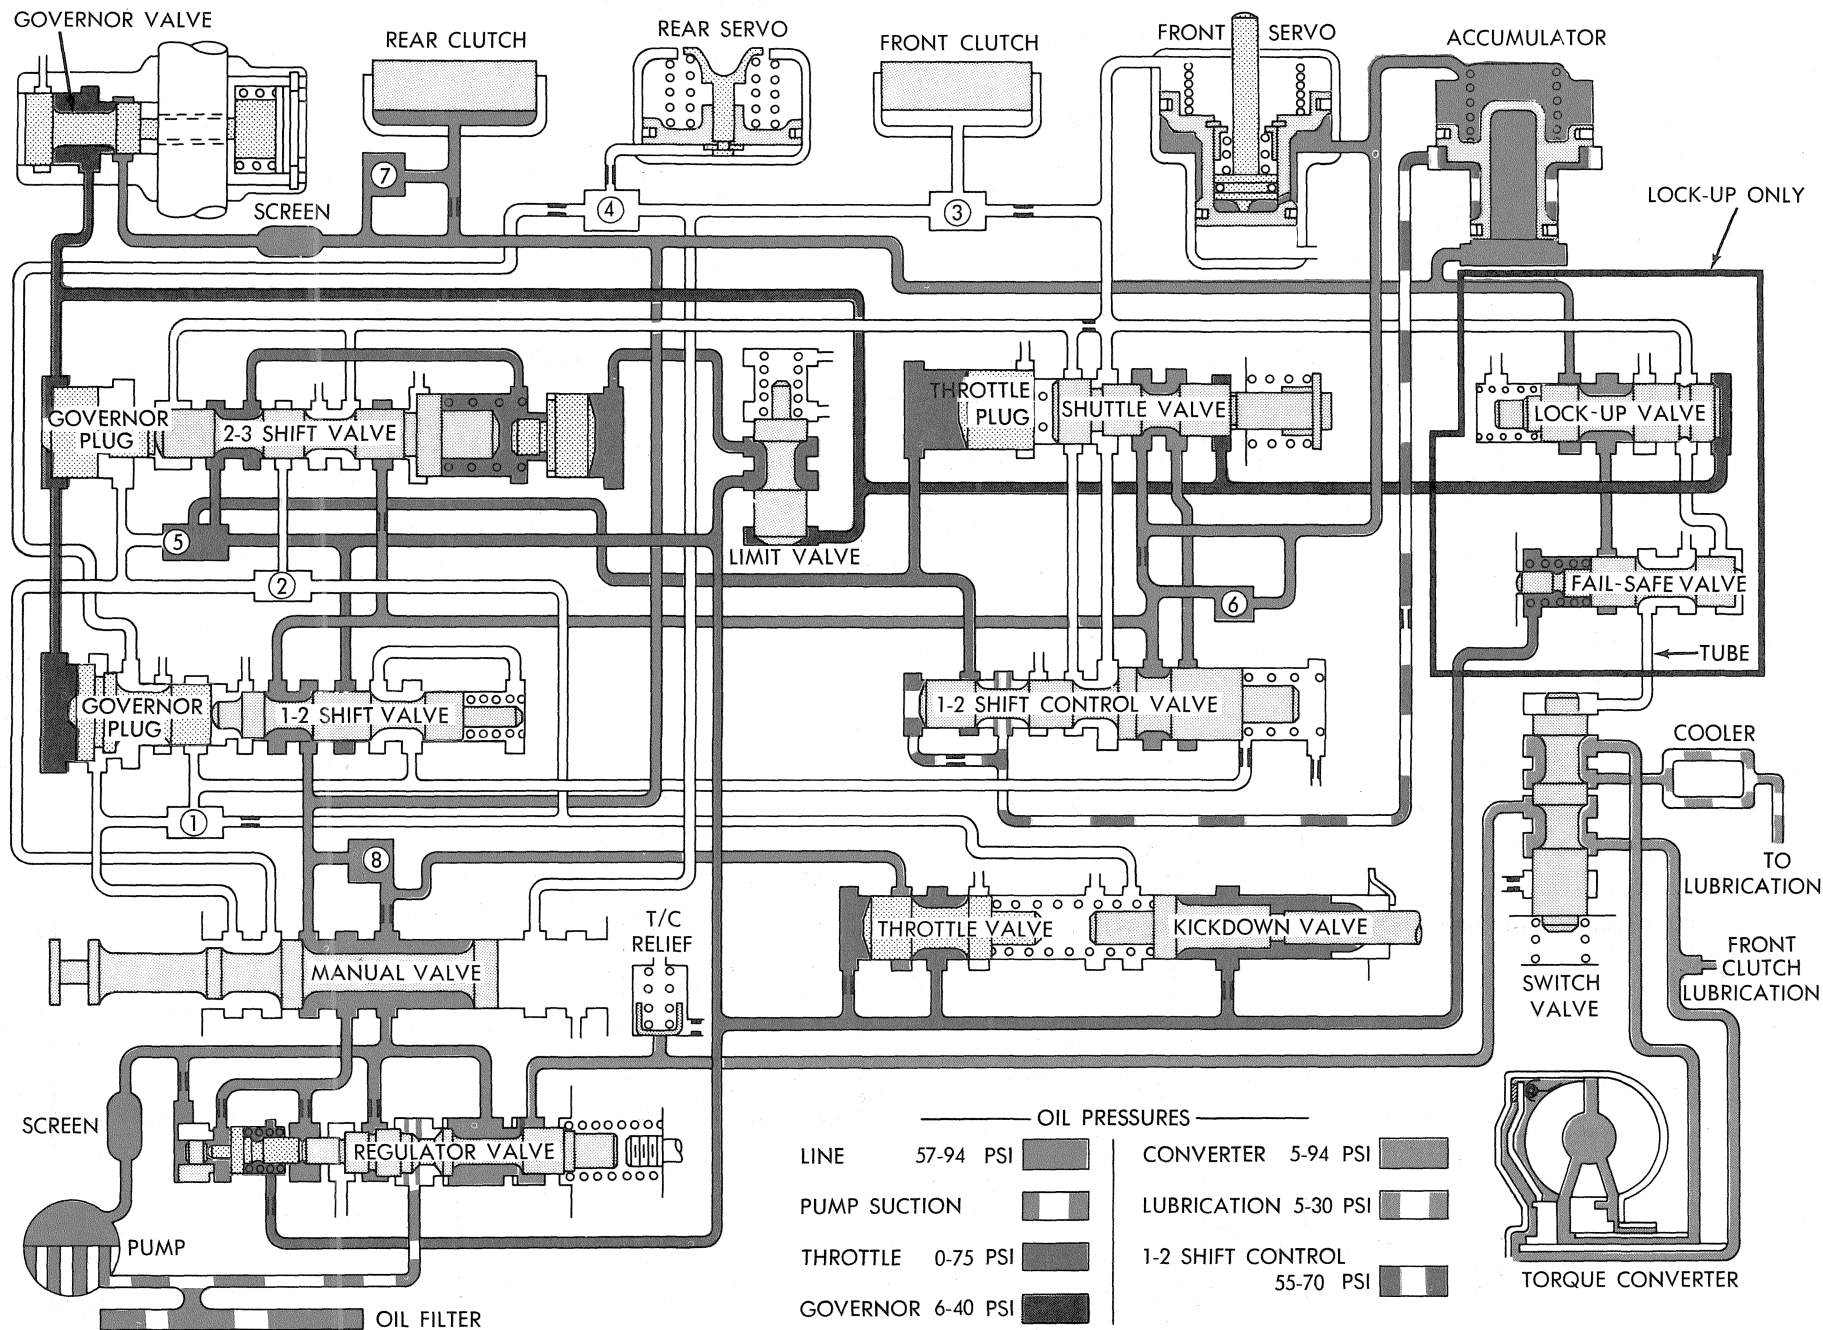 GOVERNOR VALVE
REAR CLUTCH
REAR SERVO
FRONT CLUTCH
FRONT SERVO
ACCUMULATOR
7
SCREEN
4
3
LOCK-UP ONLY
GOVERNOR
PLUG
2-3 SHIFT VALVE
THROTTLE
PLUG
SHUTTLE VALVE
LOCK-UP VALVE
5
LIMIT VALVE
2
6
FAIL-SAFE VALVE
TUBE
GOVERNOR
PLUG
1-2 SHIFT VALVE
1-2 SHIFT CONTROL VALVE
COOLER
1
8
TO
LUBRICATION
T/C
RELIEF
THROTTLE VALVE
KICKDOWN VALVE
MANUAL VALVE
FRONT
CLUTCH
LUBRICATION
SWITCH
VALVE
SCREEN
REGULATOR VALVE
OIL PRESSURES
LINE 57-94 PSI
CONVERTER 5-94 PSI
PUMP SUCTION
LUBRICATION 5-30 PSI
PUMP
THROTTLE 0-75 PSI
1-2 SHIFT CONTROL
55-70 PSI
TORQUE CONVERTER
GOVERNOR 6-40 PSI
OIL FILTER